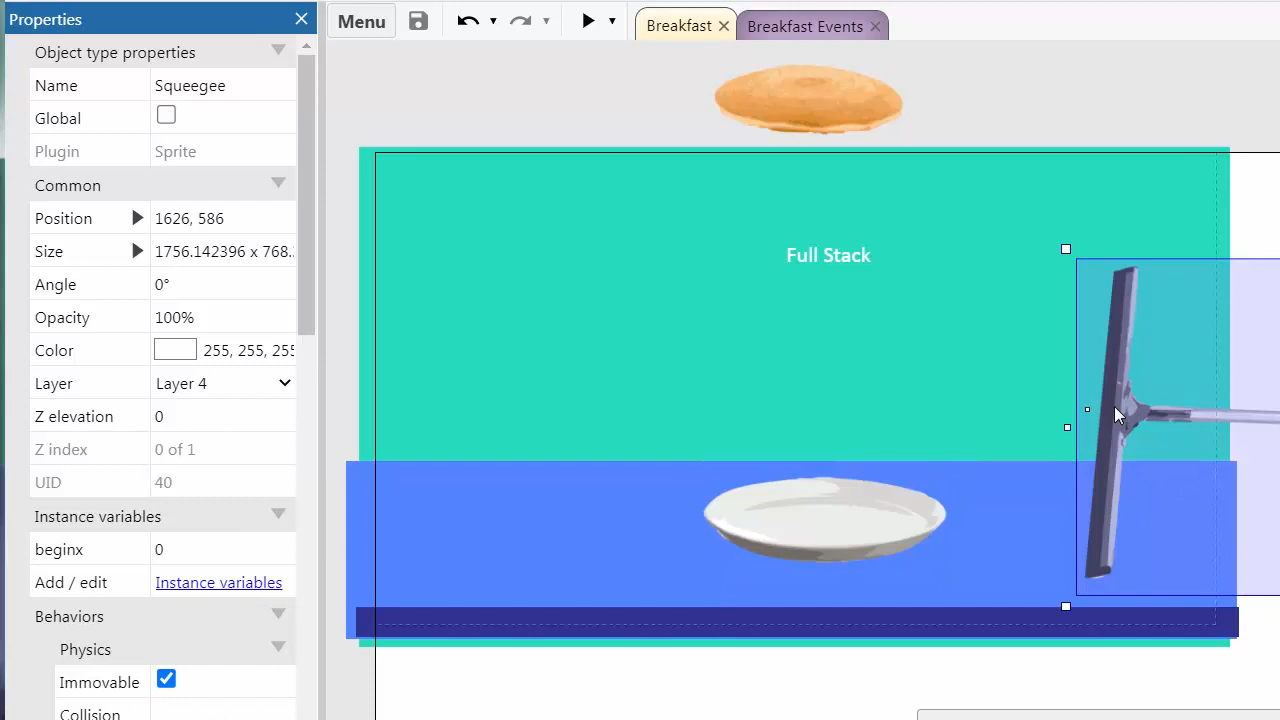 Properties
Menu
Breakfast
Breakfast Events
Object type properties
Name Squeegee
Global
Plugin Sprite
Common
Position 1626, 586
Size 1756.142396 x 768.
Angle 0°
Opacity 100%
Color 255, 255, 255
Layer Layer 4
Z elevation 0
Z index 0 of 1
UID 40
Instance variables
beginx 0
Add / edit Instance variables
Behaviors
Physics
Immovable
Collision
Full Stack